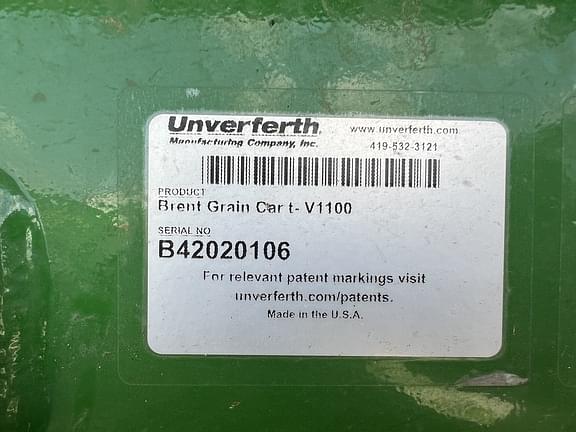 Unverferth
www.unverferth.com
Manufacturing Company, Inc.
419-532-3121
PRODUCT
Brent Grain Cart- V1100
SERIAL NO
B42020106
For relevant patent markings visit
unverferth.com/patents.
Made in the U.S.A.